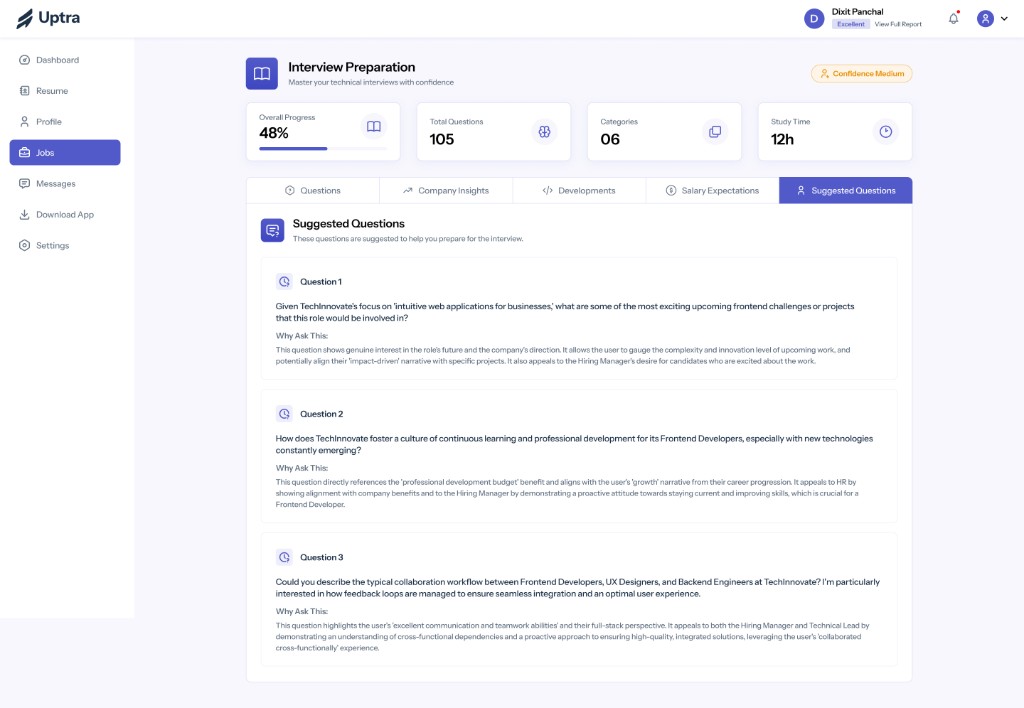 Uptra
D
Dixit Panchal
Excellent
View Full Report
Dashboard
Resume
Profile
Jobs
Messages
Download App
Settings
Interview Preparation
Master your technical interviews with confidence
Confidence Medium
Overall Progress
48%
Total Questions
105
Categories
06
Study Time
12h
Questions
Company Insights
Developments
Salary Expectations
Suggested Questions
Suggested Questions
These questions are suggested to help you prepare for the interview.
Question 1
Given TechInnovate's focus on 'intuitive web applications for businesses,' what are some of the most exciting upcoming frontend challenges or projects
that this role would be involved in?
Why Ask This:
This question shows genuine interest in the role's future and the company's direction. It allows the user to gauge the complexity and innovation level of upcoming work, and
potentially align their 'impact-driven' narrative with specific projects. It also appeals to the Hiring Manager's desire for candidates who are excited about the work.
Question 2
How does TechInnovate foster a culture of continuous learning and professional development for its Frontend Developers, especially with new technologies
constantly emerging?
Why Ask This:
This question directly references the 'professional development budget' benefit and aligns with the user's 'growth' narrative from their career progression. It appeals to HR by
showing alignment with company benefits and to the Hiring Manager by demonstrating a proactive attitude towards staying current and improving skills, which is crucial for a
Frontend Developer.
Question 3
Could you describe the typical collaboration workflow between Frontend Developers, UX Designers, and Backend Engineers at TechInnovate? I'm particularly
interested in how feedback loops are managed to ensure seamless integration and an optimal user experience.
Why Ask This:
This question highlights the user's 'excellent communication and teamwork abilities' and their full-stack perspective. It appeals to both the Hiring Manager and Technical Lead by
demonstrating an understanding of cross-functional dependencies and a proactive approach to ensuring high-quality, integrated solutions, leveraging the user's 'collaborated
cross-functionally' experience.